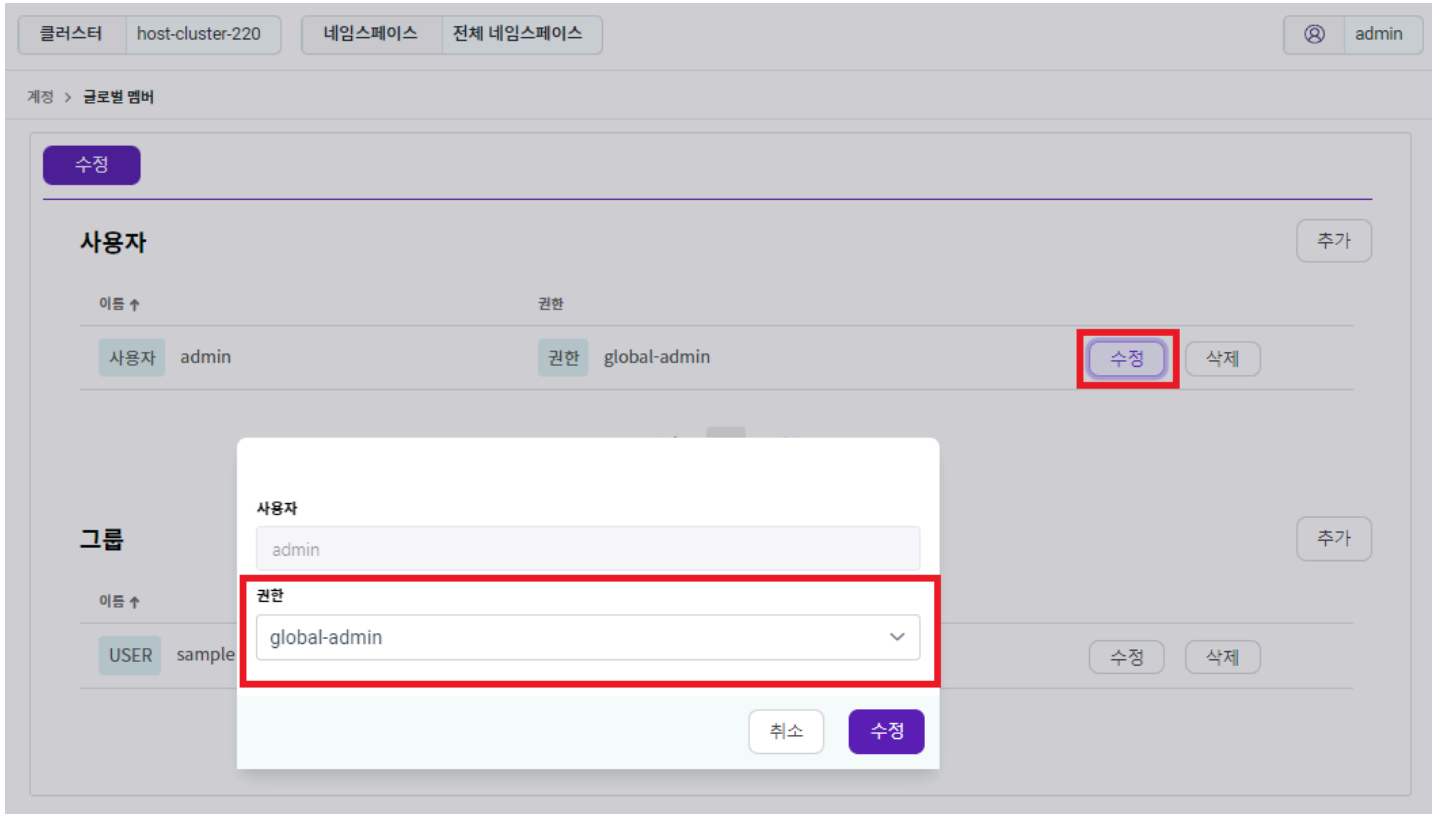 클러스터 host-cluster-220 네임스페이스 전체 네임스페이스 admin
계정 > 글로벌 멤버
수정
사용자 추가
이름 ↑ 권한
사용자 admin 권한 global-admin 수정 삭제
사용자
admin
그룹 추가
권한
이름 ↑
global-admin
USER sample 수정 삭제
취소 수정